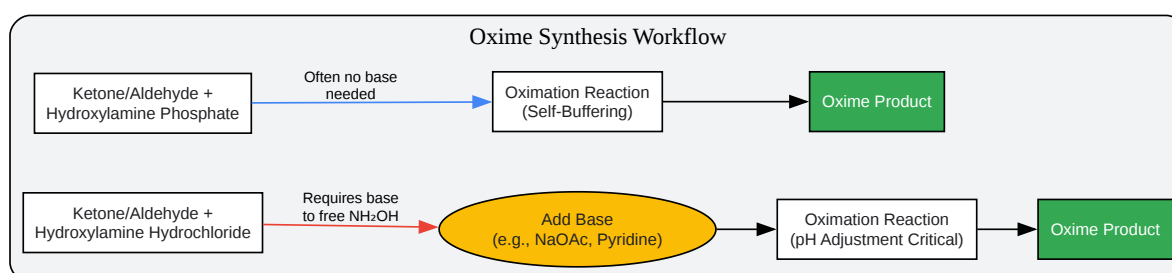 Oxime Synthesis Workflow
Ketone/Aldehyde +
Hydroxylamine Phosphate
Often no base
needed
Oximation Reaction
(Self-Buffering)
Oxime Product
Ketone/Aldehyde +
Hydroxylamine Hydrochloride
Requires base
to free NH₂OH
Add Base
(e.g., NaOAc, Pyridine)
Oximation Reaction
(pH Adjustment Critical)
Oxime Product